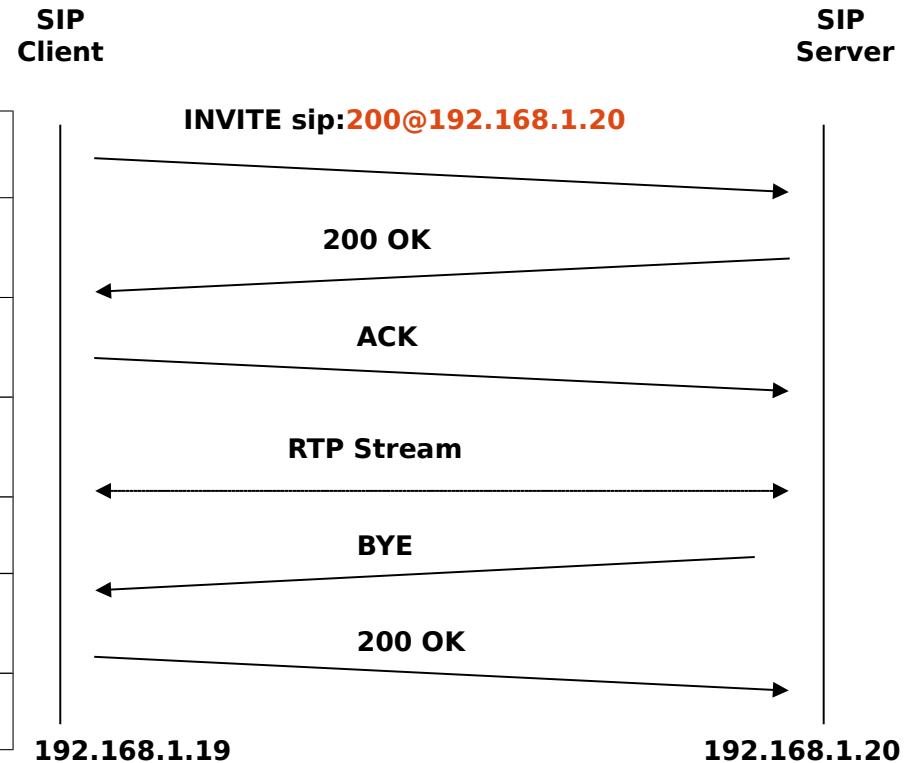 SIP
Client
SIP
Server
INVITE sip:200@192.168.1.20
200 OK
ACK
RTP Stream
BYE
200 OK
192.168.1.19
192.168.1.20